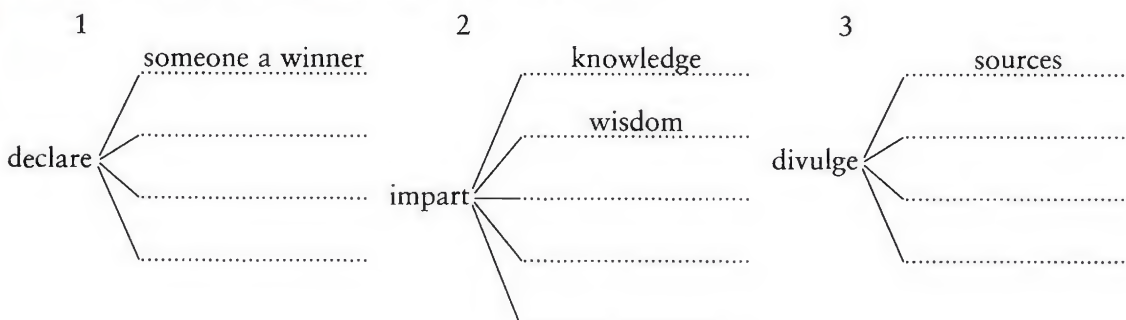 1
someone a winner
declare
2
knowledge
wisdom
impart
3
sources
divulge